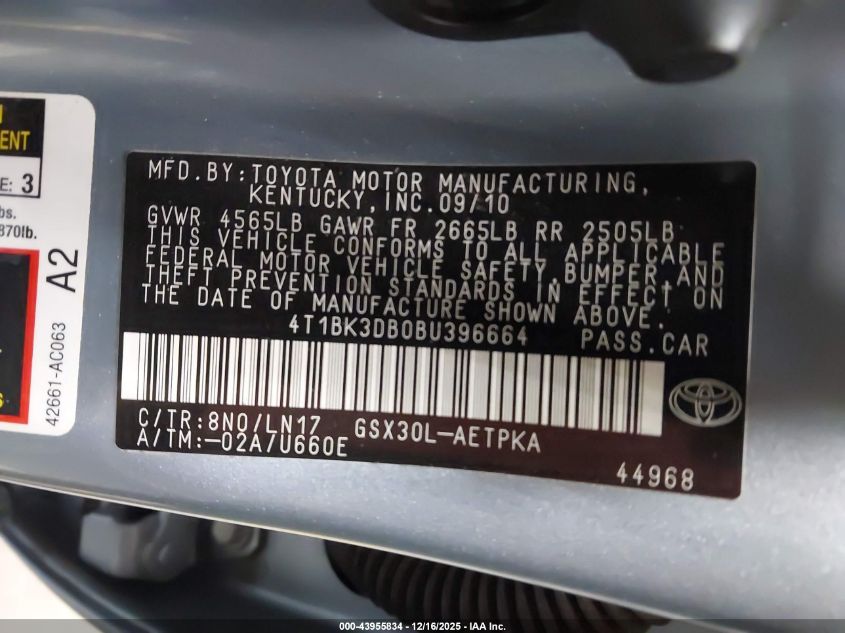 ENT
E: 3
bs.
870lb.
A2
42661-AC063
MFD.BY:TOYOTA MOTOR MANUFACTURING,
KENTUCKY,INC.09/10
GVWR 4565LB GAWR FR 2665LB RR 2505LB
THIS VEHICLE CONFORMS TO ALL APPLICABLE
FEDERAL MOTOR VEHICLE SAFETY,BUMPER,AND
THEFT PREVENTION STANDARDS IN EFFECT ON
THE DATE OF MANUFACTURE SHOWN ABOVE.
4T1BK3DB0BU396664 PASS.CAR
C/TR:8N0/LN17 GSX30L-AETPKA
A/TM:-02A/U660E
44968
000-43955834 - 12/16/2025 - IAA Inc.